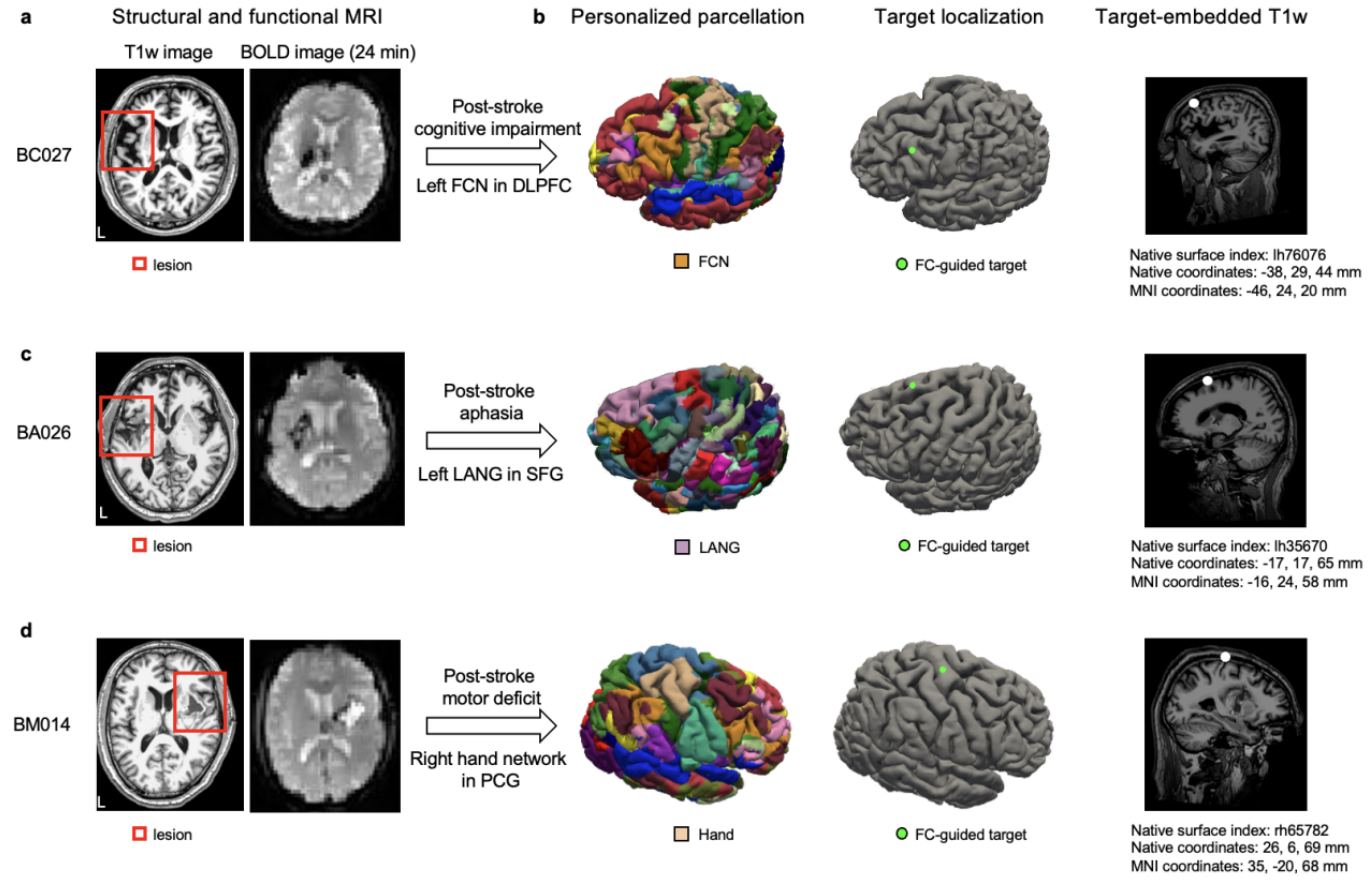 a Structural and functional MRI
b Personalized parcellation Target localization Target-embedded T1w
T1w image BOLD image (24 min)
BC027
L
lesion
Post-stroke
cognitive impairment
Left FCN in DLPFC
FCN
FC-guided target
Native surface index: lh76076
Native coordinates: -38, 29, 44 mm
MNI coordinates: -46, 24, 20 mm
c
BA026
L
lesion
Post-stroke
aphasia
Left LANG in SFG
LANG
FC-guided target
Native surface index: lh35670
Native coordinates: -17, 17, 65 mm
MNI coordinates: -16, 24, 58 mm
d
BM014
L
lesion
Post-stroke
motor deficit
Right hand network
in PCG
Hand
FC-guided target
Native surface index: rh65782
Native coordinates: 26, 6, 69 mm
MNI coordinates: 35, -20, 68 mm